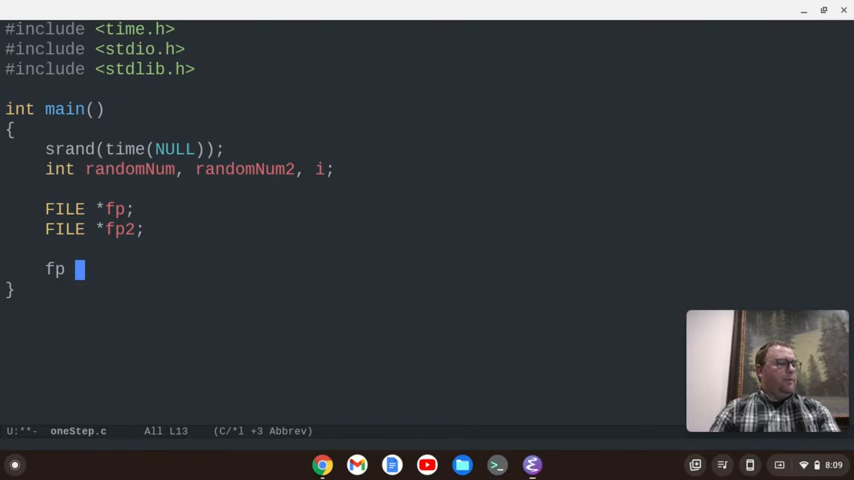 #include <time.h>
#include <stdio.h>
#include <stdlib.h>
int main()
{
srand(time(NULL));
int randomNum, randomNum2, i;
FILE *fp;
FILE *fp2;
fp
}
U:**- oneStep.c All L13 (C/*l +3 Abbrev)
8:09